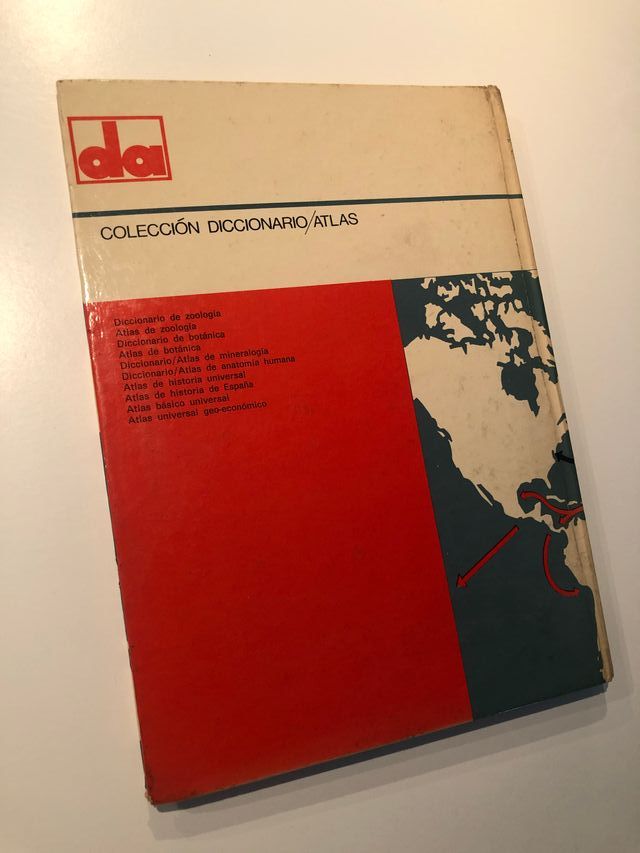 da
COLECCIÓN DICCIONARIO/ATLAS
Diccionario de zoología
Atlas de zoología
Diccionario de botánica
Atlas de botánica
Diccionario/Atlas de mineralogía
Diccionario/Atlas de anatomía humana
Atlas de historia universal
Atlas de historia de España
Atlas básico universal
Atlas universal geo-económico